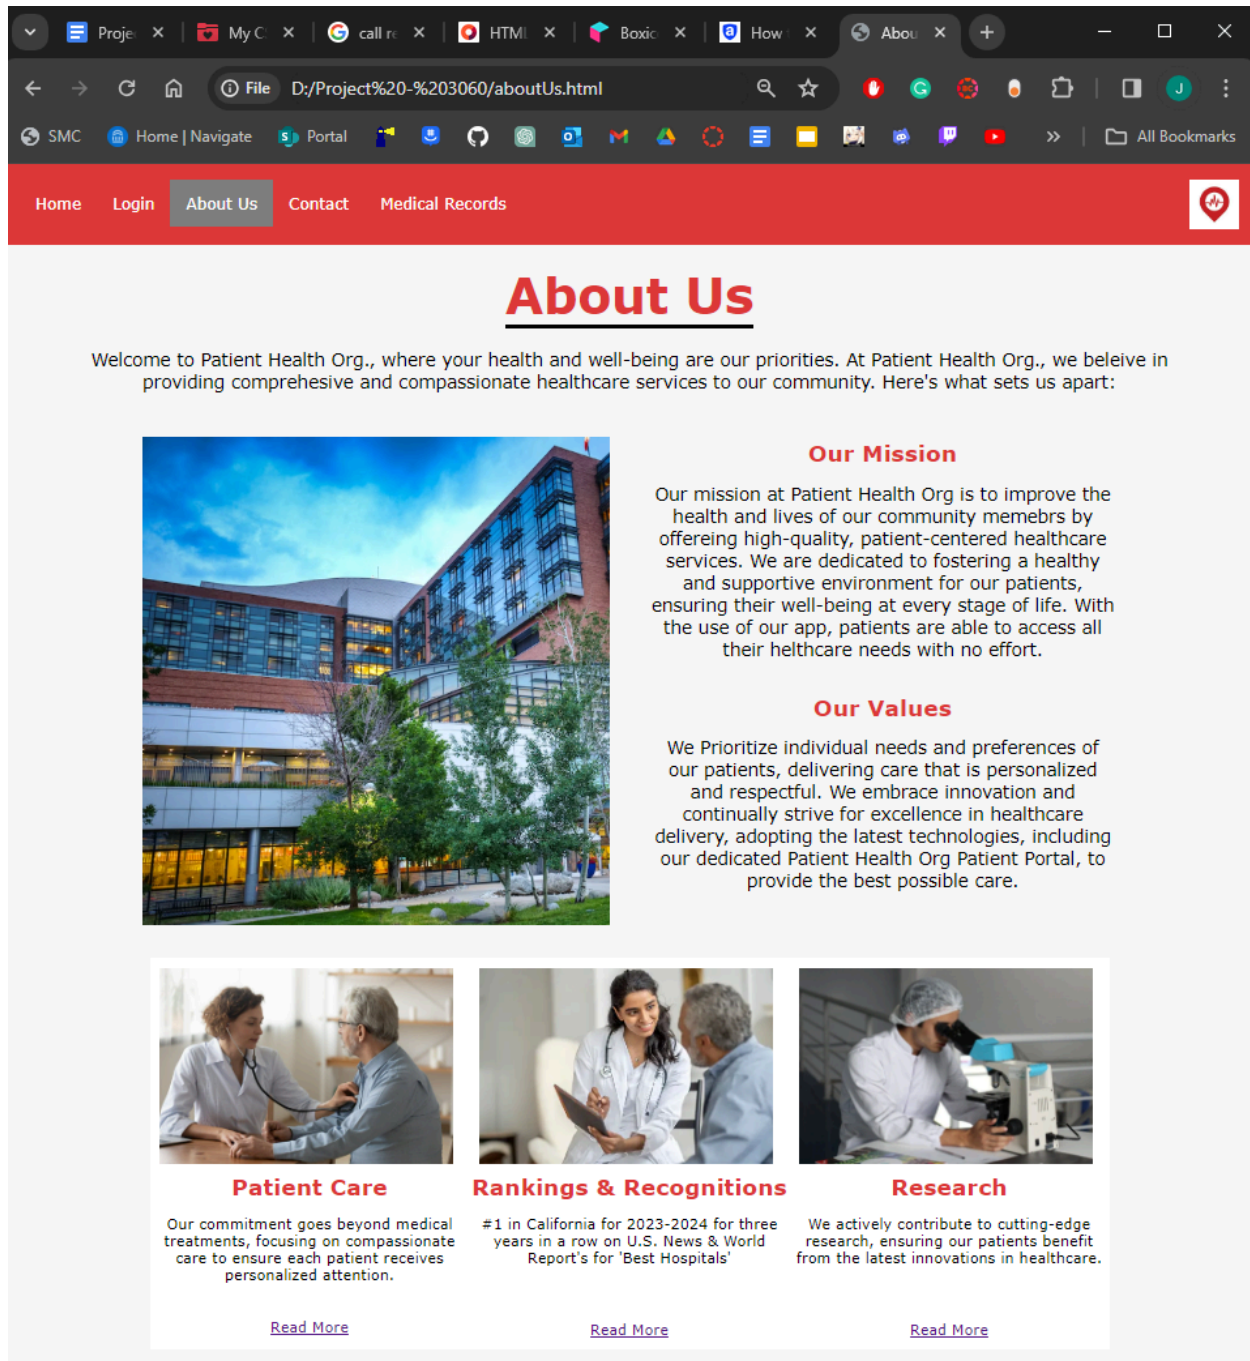 Proje
My C
call re
HTML
Boxic
How
Abou
File
D:/Project%20-%203060/aboutUs.html
SMC
Home | Navigate
Portal
All Bookmarks
Home
Login
About Us
Contact
Medical Records
About Us
Welcome to Patient Health Org., where your health and well-being are our priorities. At Patient Health Org., we beleive in
providing comprehesive and compassionate healthcare services to our community. Here's what sets us apart:
Our Mission
Our mission at Patient Health Org is to improve the
health and lives of our community memebrs by
offereing high-quality, patient-centered healthcare
services. We are dedicated to fostering a healthy
and supportive environment for our patients,
ensuring their well-being at every stage of life. With
the use of our app, patients are able to access all
their helthcare needs with no effort.
Our Values
We Prioritize individual needs and preferences of
our patients, delivering care that is personalized
and respectful. We embrace innovation and
continually strive for excellence in healthcare
delivery, adopting the latest technologies, including
our dedicated Patient Health Org Patient Portal, to
provide the best possible care.
Patient Care
Our commitment goes beyond medical
treatments, focusing on compassionate
care to ensure each patient receives
personalized attention.
Read More
Rankings & Recognitions
#1 in California for 2023-2024 for three
years in a row on U.S. News & World
Report's for 'Best Hospitals'
Read More
Research
We actively contribute to cutting-edge
research, ensuring our patients benefit
from the latest innovations in healthcare.
Read More